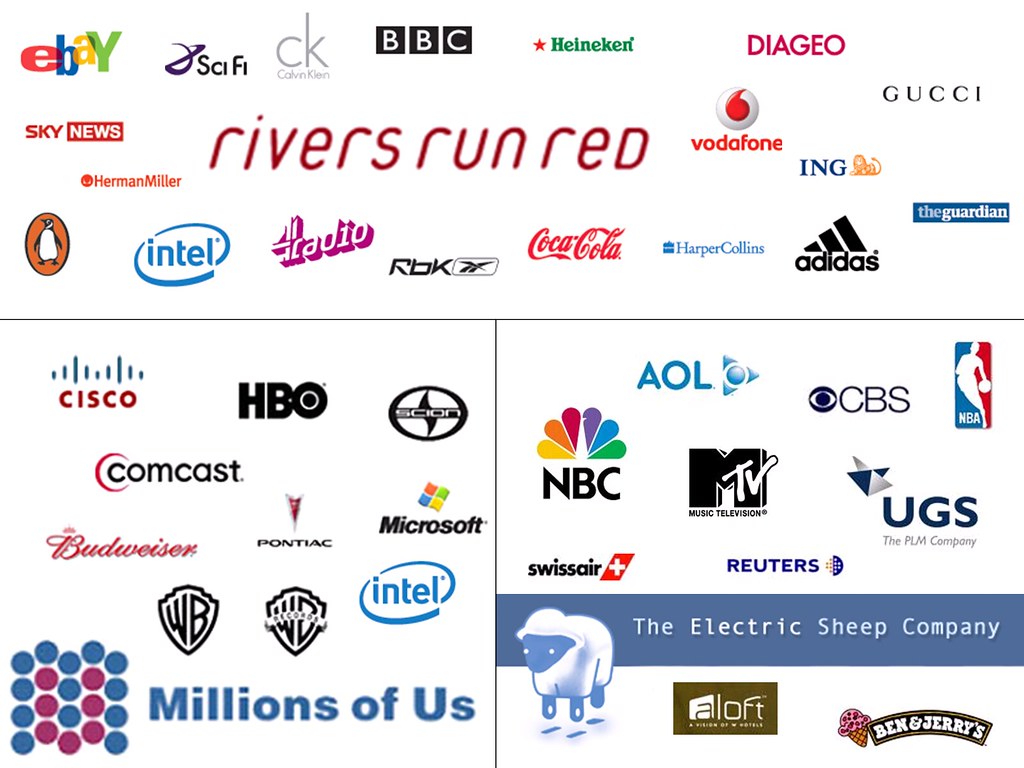 ebaY
SCI FI
ck
Calvin Klein
BBC
Heineken
DIAGEO
GUCCI
SKY NEWS
rivers run red
vodafone
ING
HermanMiller
theguardian
intel
4radio
Rbk
Coca-Cola
HarperCollins
adidas
CISCO
HBO
SCION
comcast.
PONTIAC
Microsoft
Budweiser
intel
WB
WB
RECORDS
Millions of Us
AOL
CBS
NBA
NBC
MTV
MUSIC TELEVISION
UGS
The PLM Company
swissair
REUTERS
The Electric Sheep Company
aloft
A VISION OF W HOTELS
BEN & JERRY'S